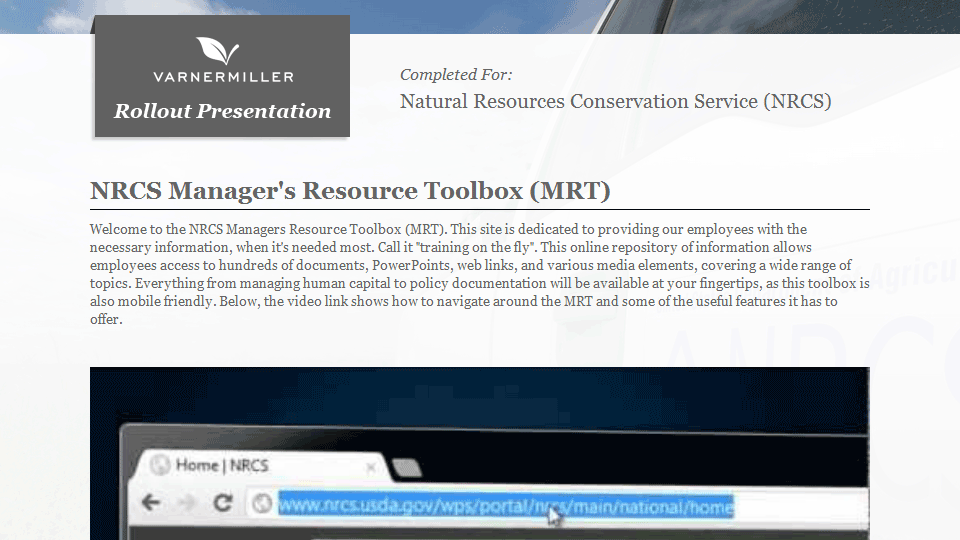 VARNERMILLER
Rollout Presentation
Completed For:
Natural Resources Conservation Service (NRCS)
NRCS Manager's Resource Toolbox (MRT)
Welcome to the NRCS Managers Resource Toolbox (MRT). This site is dedicated to providing our employees with the
necessary information, when it's needed most. Call it "training on the fly". This online repository of information allows
employees access to hundreds of documents, PowerPoints, web links, and various media elements, covering a wide range of
topics. Everything from managing human capital to policy documentation will be available at your fingertips, as this toolbox is
also mobile friendly. Below, the video link shows how to navigate around the MRT and some of the useful features it has to
offer.
Agricu
NRCS
Home | NRCS
www.nrcs.usda.gov/wps/portal/nrcs/main/national/home